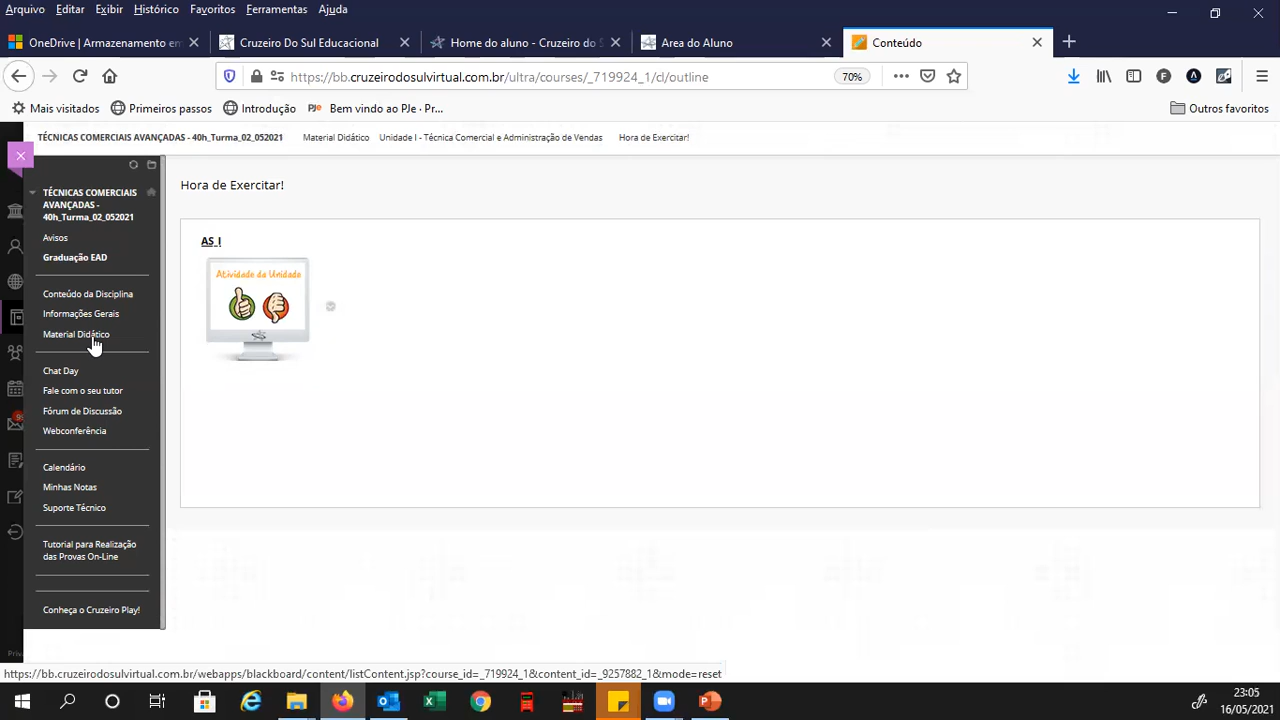 Arquivo Editar Exibir Histórico Favoritos Ferramentas Ajuda
OneDrive | Armazenamento en
Cruzeiro Do Sul Educacional
Home do aluno - Cruzeiro do S
Area do Aluno
Conteúdo
https://bb.cruzeirodosulvirtual.com.br/ultra/courses/_719924_1/cl/outline
70%
Mais visitados
Primeiros passos
Introdução
Bem vindo ao PJe - Pr...
Outros favoritos
TÉCNICAS COMERCIAIS AVANÇADAS - 40h_Turma_02_052021
Material Didático
Unidade I - Técnica Comercial e Administração de Vendas
Hora de Exercitar!
TÉCNICAS COMERCIAIS
AVANÇADAS -
40h_Turma_02_052021
Avisos
Graduação EAD
Conteúdo da Disciplina
Informações Gerais
Material Didático
Chat Day
Fale com o seu tutor
Fórum de Discussão
Webconferência
Calendário
Minhas Notas
Suporte Técnico
Tutorial para Realização
das Provas On-Line
Conheça o Cruzeiro Play!
Hora de Exercitar!
AS I
Atividade da Unidade
https://bb.cruzeirodosulvirtual.com.br/webapps/blackboard/content/listContent.jsp?course_id=_719924_1&content_id=_9257882_1&mode=reset
23:05
16/05/2021